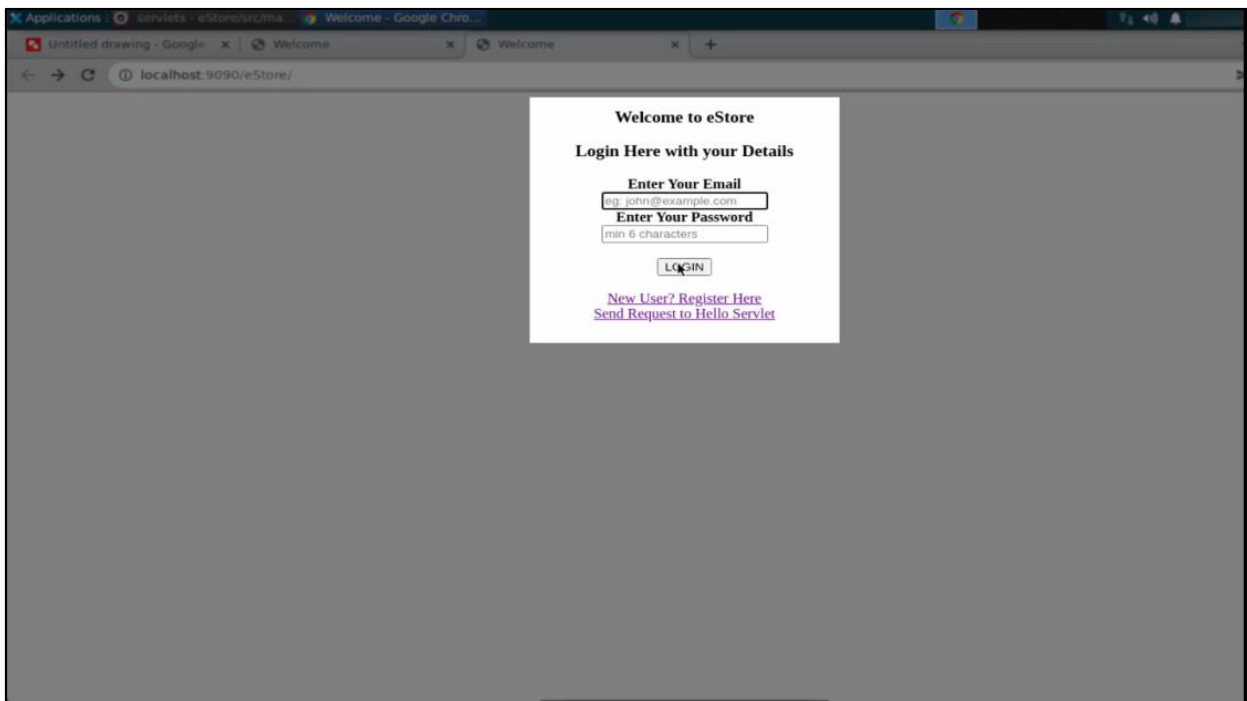 Applications servlets - eStore/src/ma... Welcome - Google Chro...
Untitled drawing - Google Welcome Welcome
localhost:9090/eStore/
Welcome to eStore
Login Here with your Details
Enter Your Email
eg: john@example.com
Enter Your Password
min 6 characters
LOGIN
New User? Register Here
Send Request to Hello Servlet